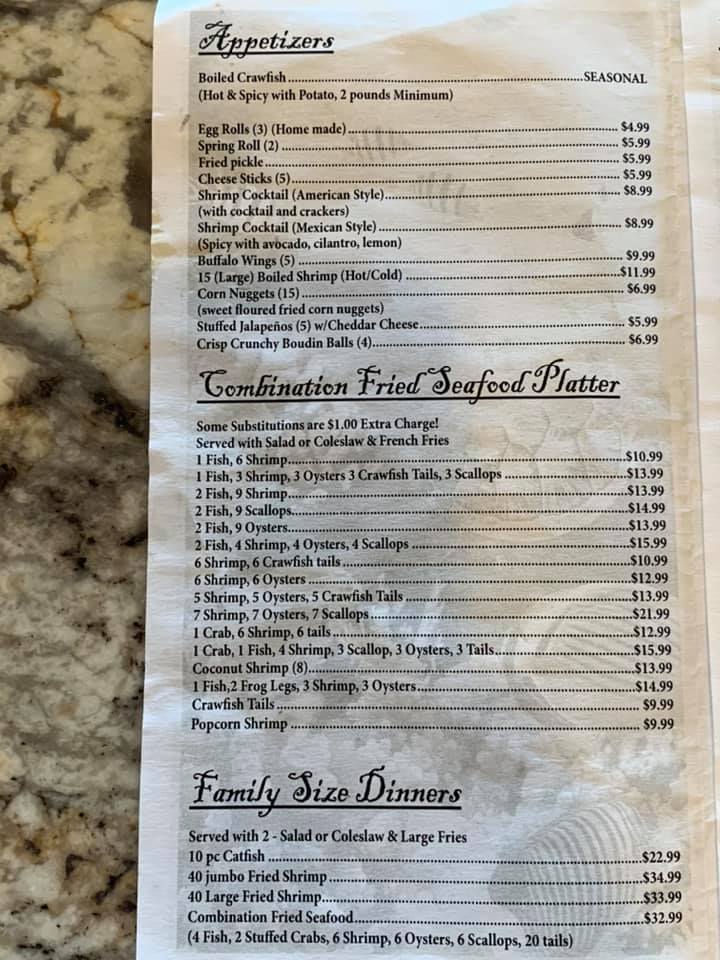 Appetizers
Boiled Crawfish SEASONAL
(Hot & Spicy with Potato, 2 pounds Minimum)
Egg Rolls (3) (Home made) $4.99
Spring Roll (2) $5.99
Fried pickle $5.99
Cheese Sticks (5) $5.99
Shrimp Cocktail (American Style) $8.99
(with cocktail and crackers)
Shrimp Cocktail (Mexican Style) $8.99
(Spicy with avocado, cilantro, lemon)
Buffalo Wings (5) $9.99
15 (Large) Boiled Shrimp (Hot/Cold) $11.99
Corn Nuggets (15) $6.99
(sweet floured fried corn nuggets)
Stuffed Jalapeños (5) w/Cheddar Cheese $5.99
Crisp Crunchy Boudin Balls (4) $6.99
Combination Fried Seafood Platter
Some Substitutions are $1.00 Extra Charge!
Served with Salad or Coleslaw & French Fries
1 Fish, 6 Shrimp $10.99
1 Fish, 3 Shrimp, 3 Oysters 3 Crawfish Tails, 3 Scallops $13.99
2 Fish, 9 Shrimp $13.99
2 Fish, 9 Scallops $14.99
2 Fish, 9 Oysters $13.99
2 Fish, 4 Shrimp, 4 Oysters, 4 Scallops $15.99
6 Shrimp, 6 Crawfish tails $10.99
6 Shrimp, 6 Oysters $12.99
5 Shrimp, 5 Oysters, 5 Crawfish Tails $13.99
7 Shrimp, 7 Oysters, 7 Scallops $21.99
1 Crab, 6 Shrimp, 6 tails $12.99
1 Crab, 1 Fish, 4 Shrimp, 3 Scallop, 3 Oysters, 3 Tails $15.99
Coconut Shrimp (8) $13.99
1 Fish,2 Frog Legs, 3 Shrimp, 3 Oysters $14.99
Crawfish Tails $9.99
Popcorn Shrimp $9.99
Family Size Dinners
Served with 2 - Salad or Coleslaw & Large Fries
10 pc Catfish $22.99
40 jumbo Fried Shrimp $34.99
40 Large Fried Shrimp $33.99
Combination Fried Seafood $32.99
(4 Fish, 2 Stuffed Crabs, 6 Shrimp, 6 Oysters, 6 Scallops, 20 tails)